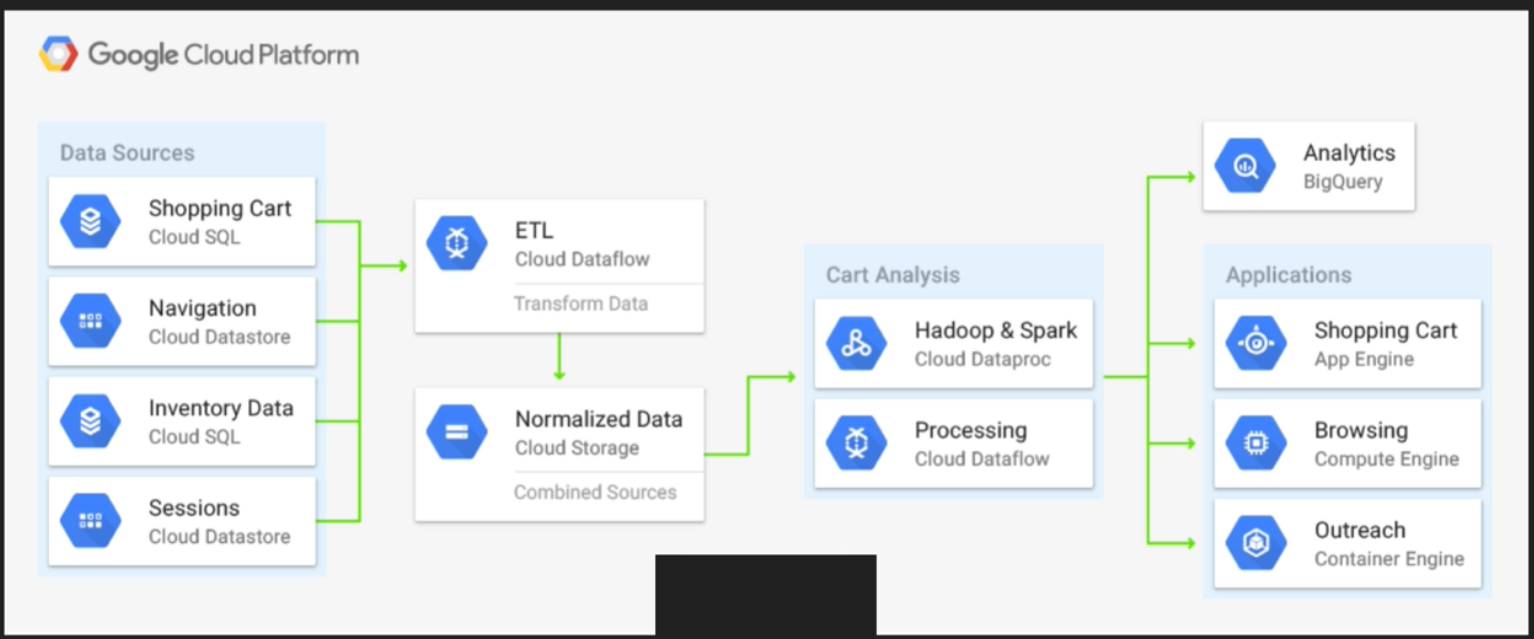 Google Cloud Platform
Data Sources
Shopping Cart
Cloud SQL
Navigation
Cloud Datastore
Inventory Data
Cloud SQL
Sessions
Cloud Datastore
ETL
Cloud Dataflow
Transform Data
Normalized Data
Cloud Storage
Combined Sources
Cart Analysis
Hadoop & Spark
Cloud Dataproc
Processing
Cloud Dataflow
Analytics
BigQuery
Applications
Shopping Cart
App Engine
Browsing
Compute Engine
Outreach
Container Engine